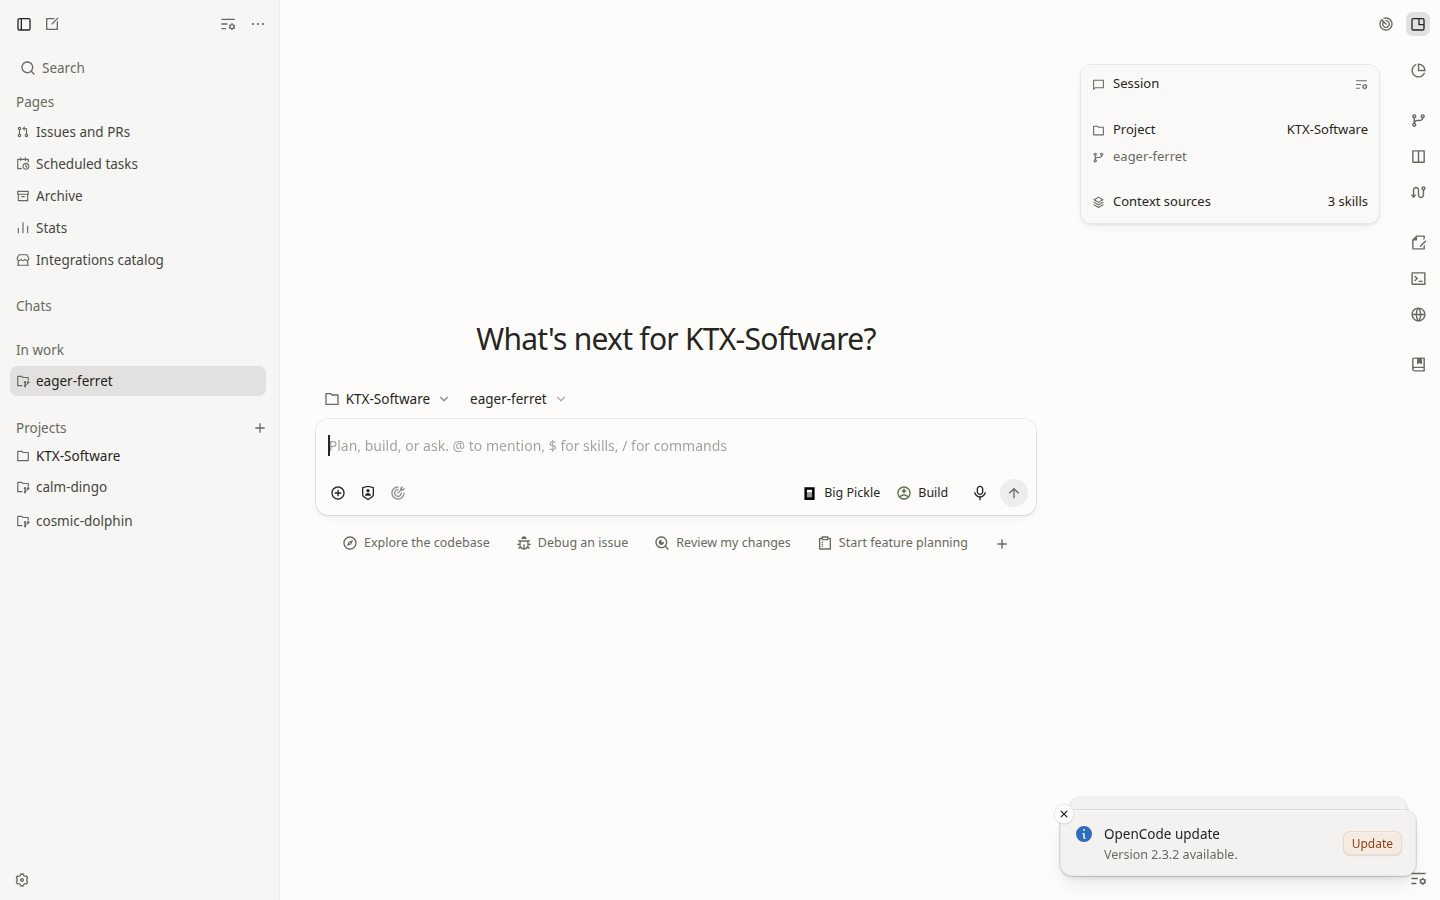 Search
Pages
Issues and PRs
Scheduled tasks
Archive
Stats
Integrations catalog
Chats
In work
eager-ferret
Projects
KTX-Software
calm-dingo
cosmic-dolphin
What's next for KTX-Software?
KTX-Software eager-ferret
Plan, build, or ask. @ to mention, $ for skills, / for commands
Big Pickle Build
Explore the codebase Debug an issue Review my changes Start feature planning
Session
Project KTX-Software
eager-ferret
Context sources 3 skills
OpenCode update
Version 2.3.2 available.
Update